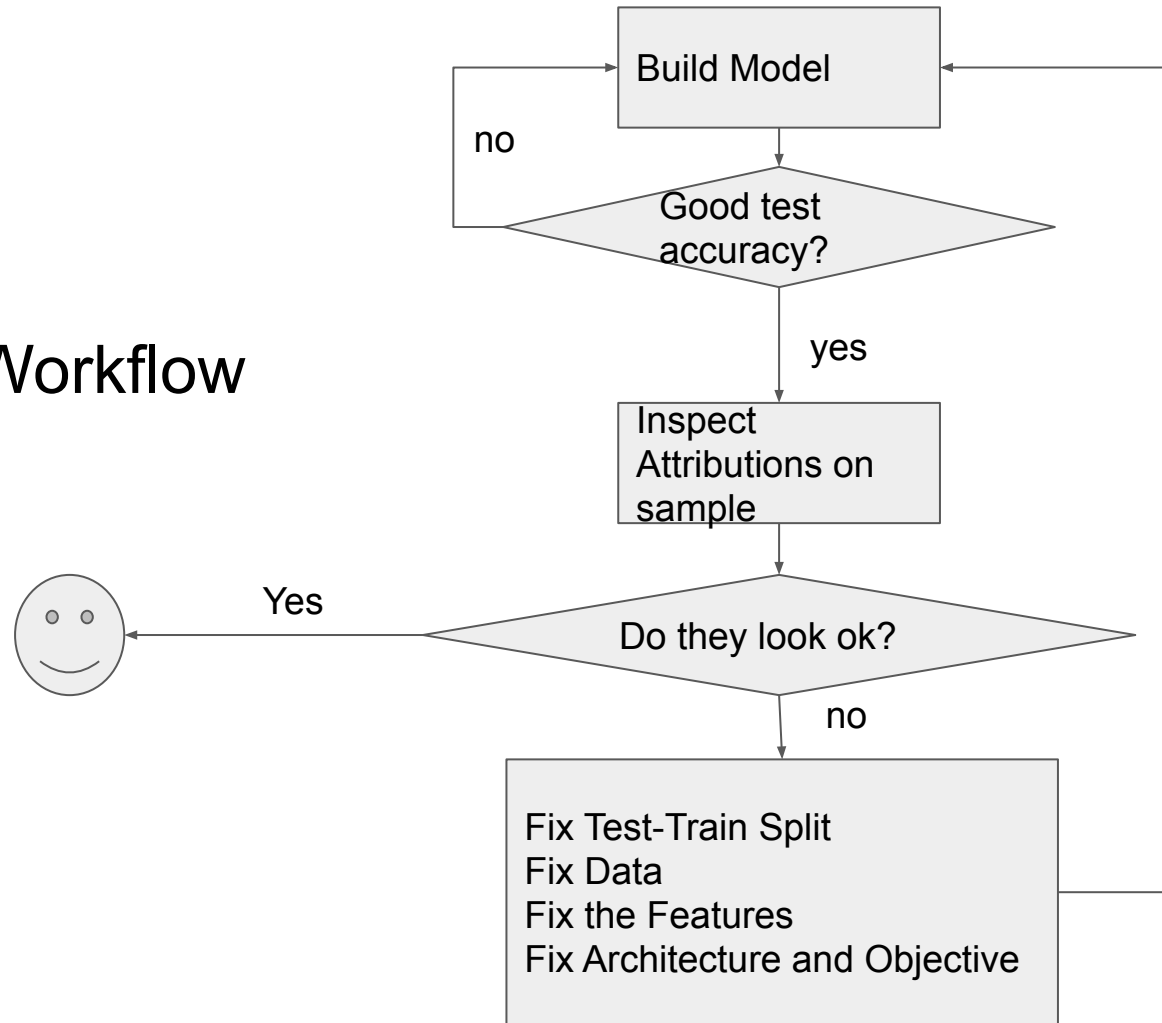 Build Model
no
Good test
accuracy?
yes
Workflow
Inspect
Attributions on
sample
Yes
Do they look ok?
no
Fix Test-Train Split
Fix Data
Fix the Features
Fix Architecture and Objective